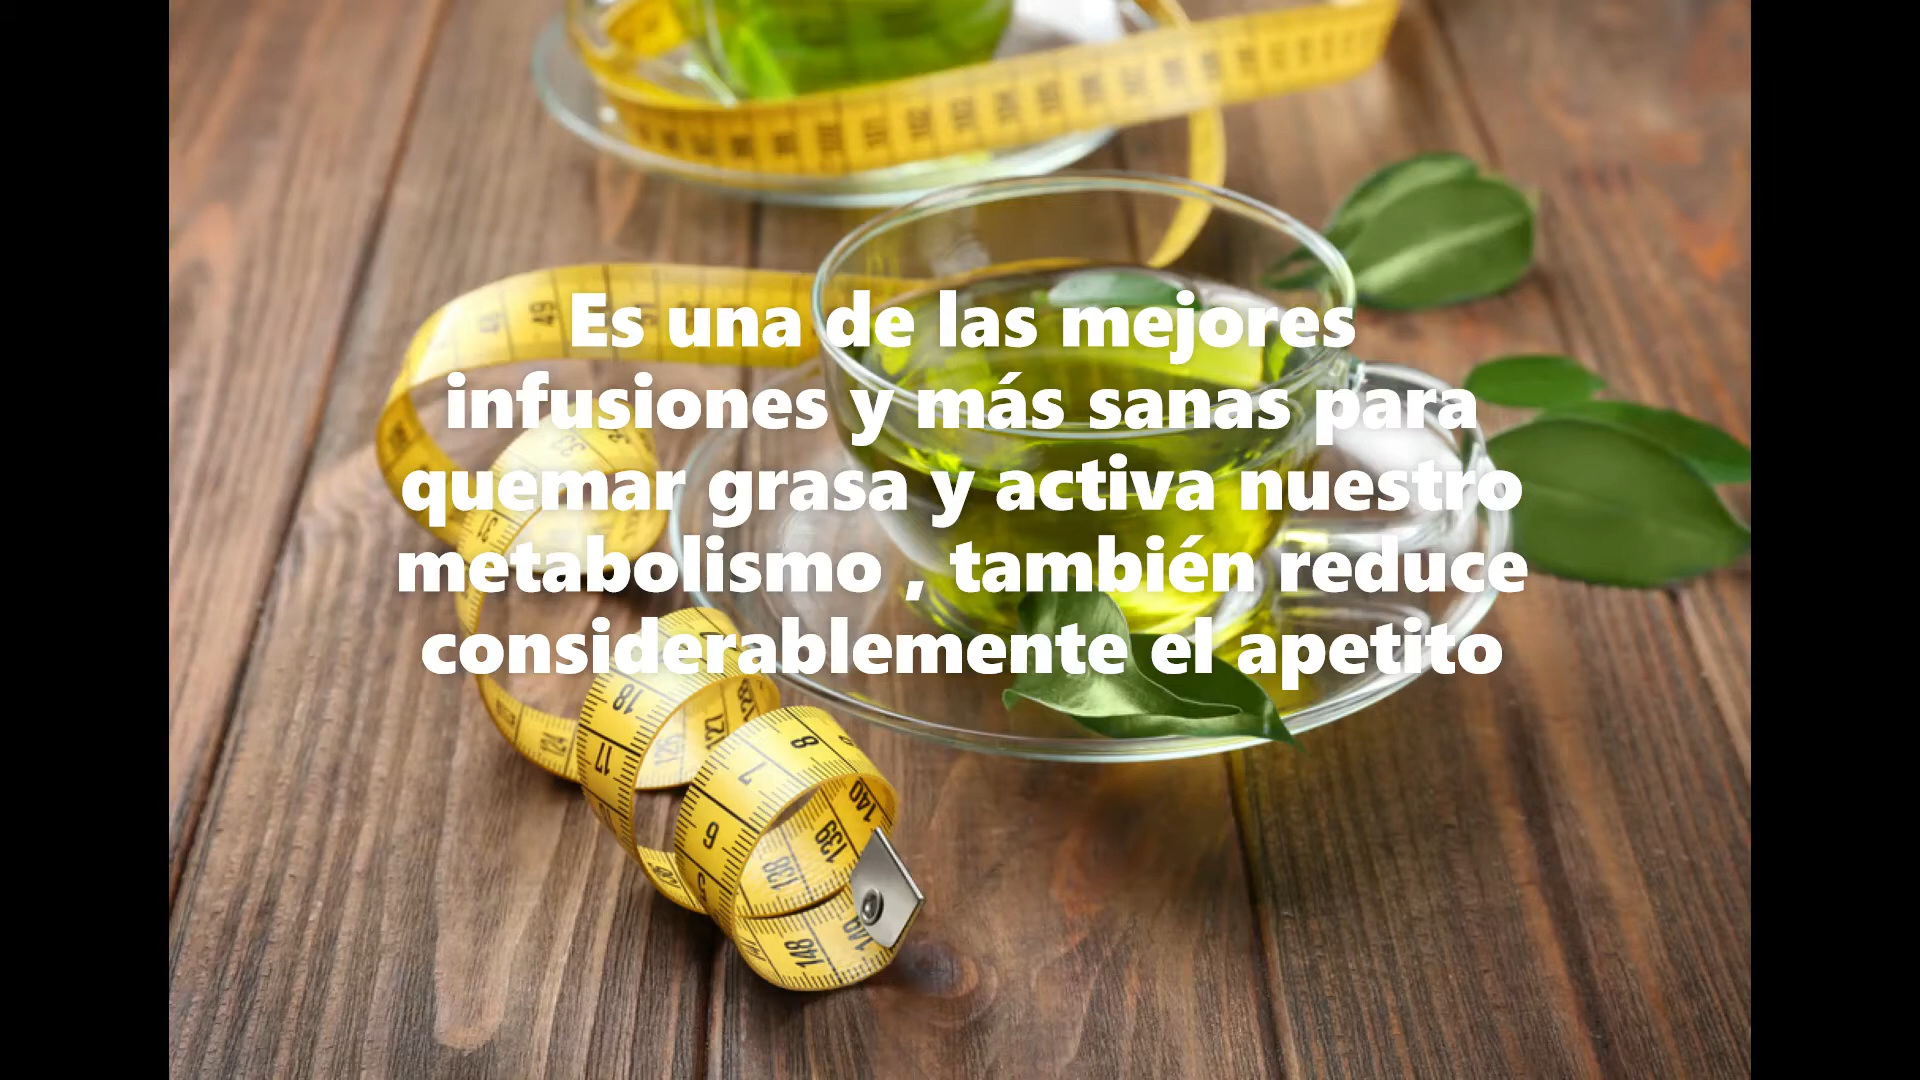 Es una de las mejores
infusiones y más sanas para
quemar grasa y activa nuestro
metabolismo , también reduce
considerablemente el apetito